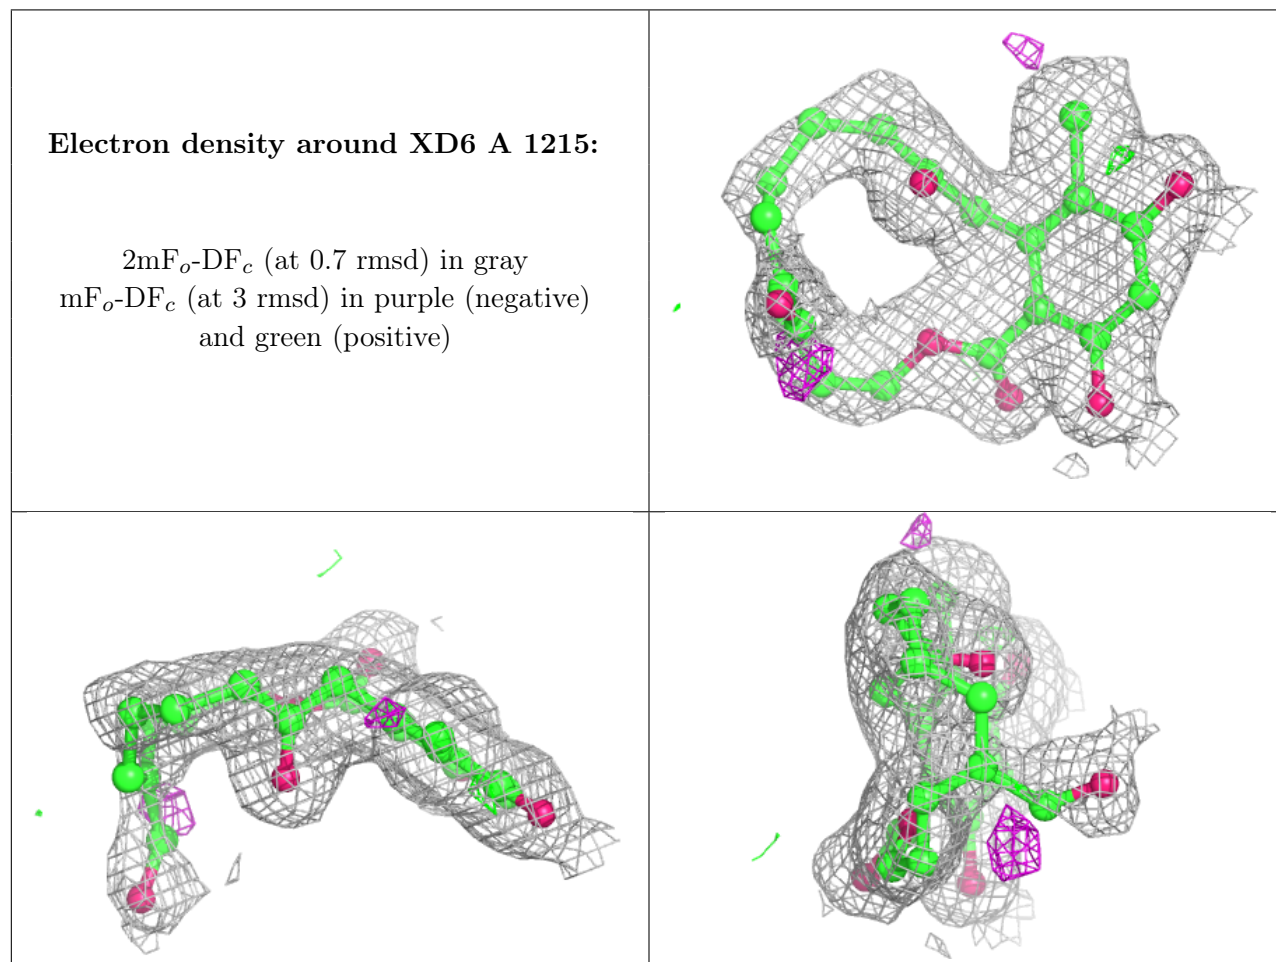 Electron density around XD6 A 1215:
2mFo-DFc (at 0.7 rmsd) in gray
mFo-DFc (at 3 rmsd) in purple (negative)
and green (positive)